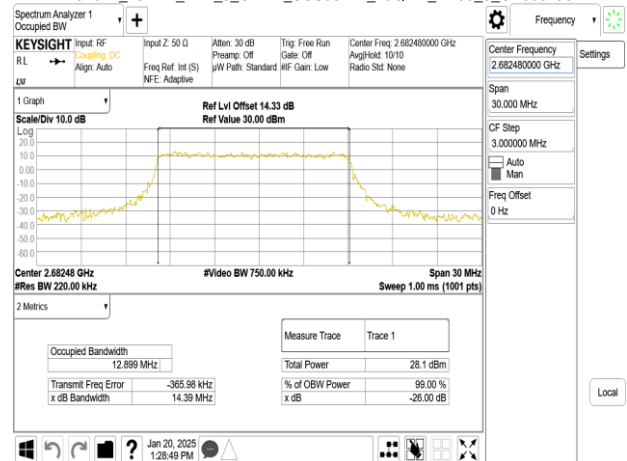 Spectrum Analyzer 1
Occupied BW
Frequency
KEYSIGHT
Input: RF
Input Z: 50 Ω
Atten: 30 dB
Trig: Free Run
Center Freq: 2.682480000 GHz
RL
Coupling: DC
Preamp: Off
Gate: Off
Avg|Hold: 10/10
Align: Auto
Freq Ref: Int (S)
µW Path: Standard
#IF Gain: Low
Radio Std: None
NFE: Adaptive
LXI
Center Frequency
2.682480000 GHz
Settings
Span
30.000 MHz
CF Step
3.000000 MHz
Auto
Man
Freq Offset
0 Hz
1 Graph
Ref Lvl Offset 14.33 dB
Scale/Div 10.0 dB
Ref Value 30.00 dBm
Log
20.0
10.0
0.00
-10.0
-20.0
-30.0
-40.0
-50.0
-60.0
Center 2.68248 GHz
#Video BW 750.00 kHz
Span 30 MHz
#Res BW 220.00 kHz
Sweep 1.00 ms (1001 pts)
2 Metrics
Measure Trace
Trace 1
Occupied Bandwidth
12.899 MHz
Total Power
28.1 dBm
Transmit Freq Error
-365.98 kHz
% of OBW Power
99.00 %
x dB Bandwidth
14.39 MHz
x dB
-26.00 dB
Local
?
Jan 20, 2025
1:28:49 PM